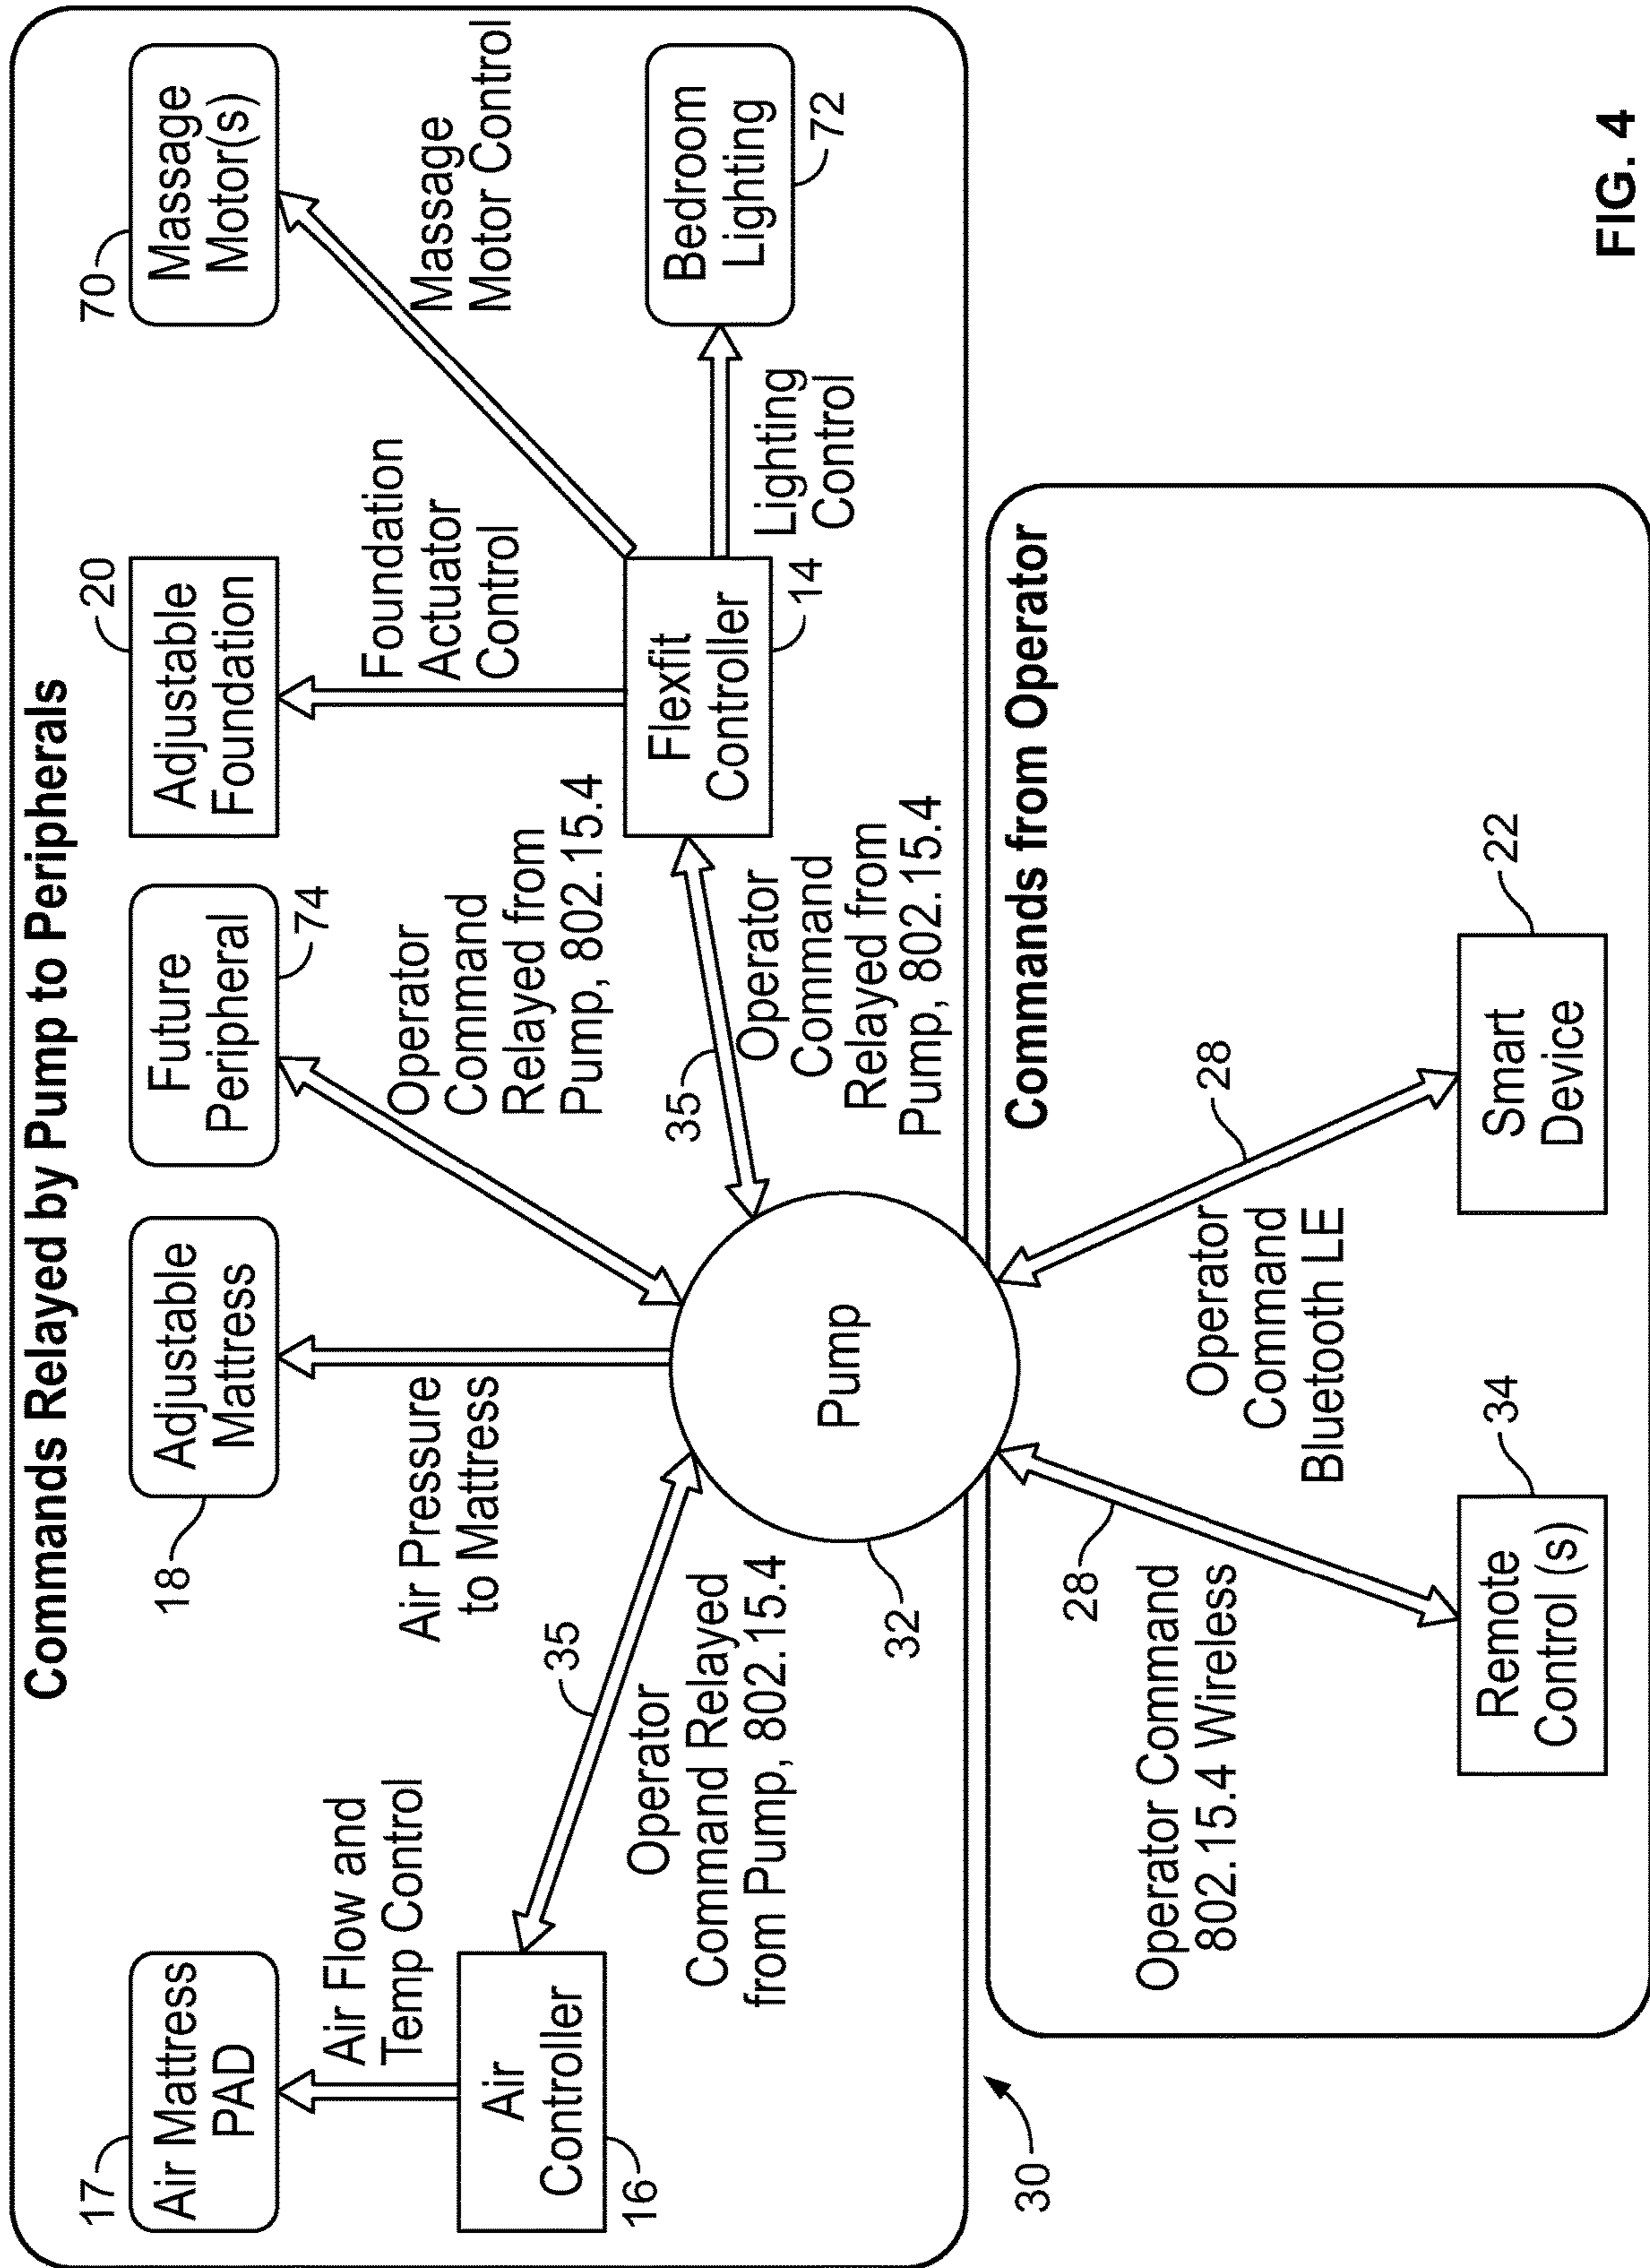 Commands Relayed by Pump to Peripherals
17
Air Mattress
PAD
Air Flow and
Temp Control
Air
Controller
16
18
Adjustable
Mattress
Air Pressure
to Mattress
35
Operator
Command Relayed
from Pump, 802.15.4
Future
Peripheral
74
Operator
Command
Relayed from
Pump, 802.15.4
20
Adjustable
Foundation
Foundation
Actuator
Control
70
Massage
Motor(s)
Massage
Motor Control
Flexfit
Controller
14
Lighting
Control
Bedroom
Lighting
72
35
Operator
Command
Relayed from
Pump, 802.15.4
Pump
32
30
Commands from Operator
Operator Command
802.15.4 Wireless
28
Operator
Command
Bluetooth LE
28
Remote
Control (s)
34
Smart
Device
22
FIG. 4